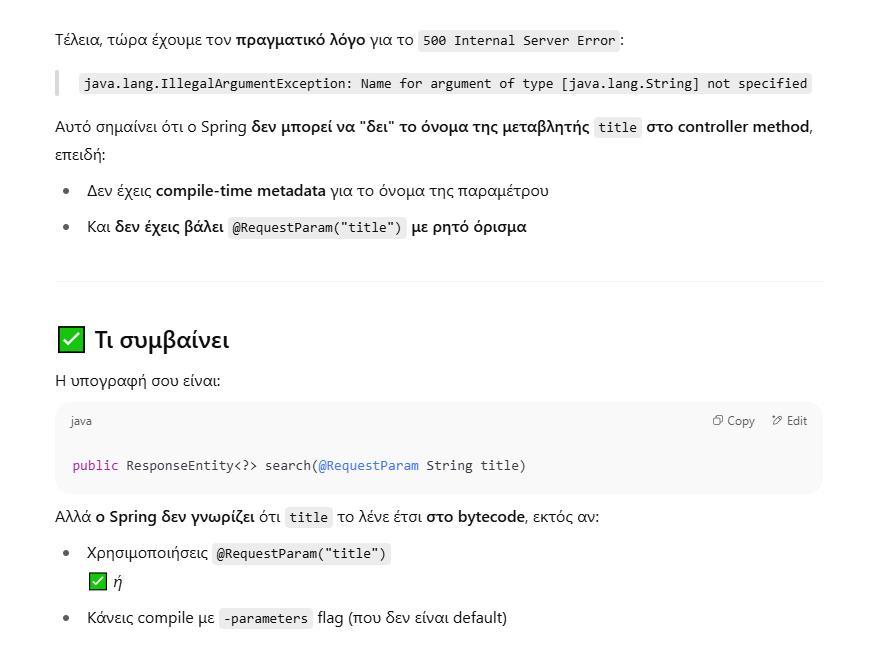 Τέλεια, τώρα έχουμε τον πραγματικό λόγο για το 500 Internal Server Error:
java.lang.IllegalArgumentException: Name for argument of type [java.lang.String] not specified
Αυτό σημαίνει ότι ο Spring δεν μπορεί να "δει" το όνομα της μεταβλητής title στο controller method,
επειδή:
• Δεν έχεις compile-time metadata για το όνομα της παραμέτρου
• Και δεν έχεις βάλει @RequestParam("title") με ρητό όρισμα
✅ Τι συμβαίνει
Η υπογραφή σου είναι:
java Copy Edit
public ResponseEntity<?> search(@RequestParam String title)
Αλλά ο Spring δεν γνωρίζει ότι title το λένε έτσι στο bytecode, εκτός αν:
• Χρησιμοποιήσεις @RequestParam("title")
✅ ή
• Κάνεις compile με -parameters flag (που δεν είναι default)